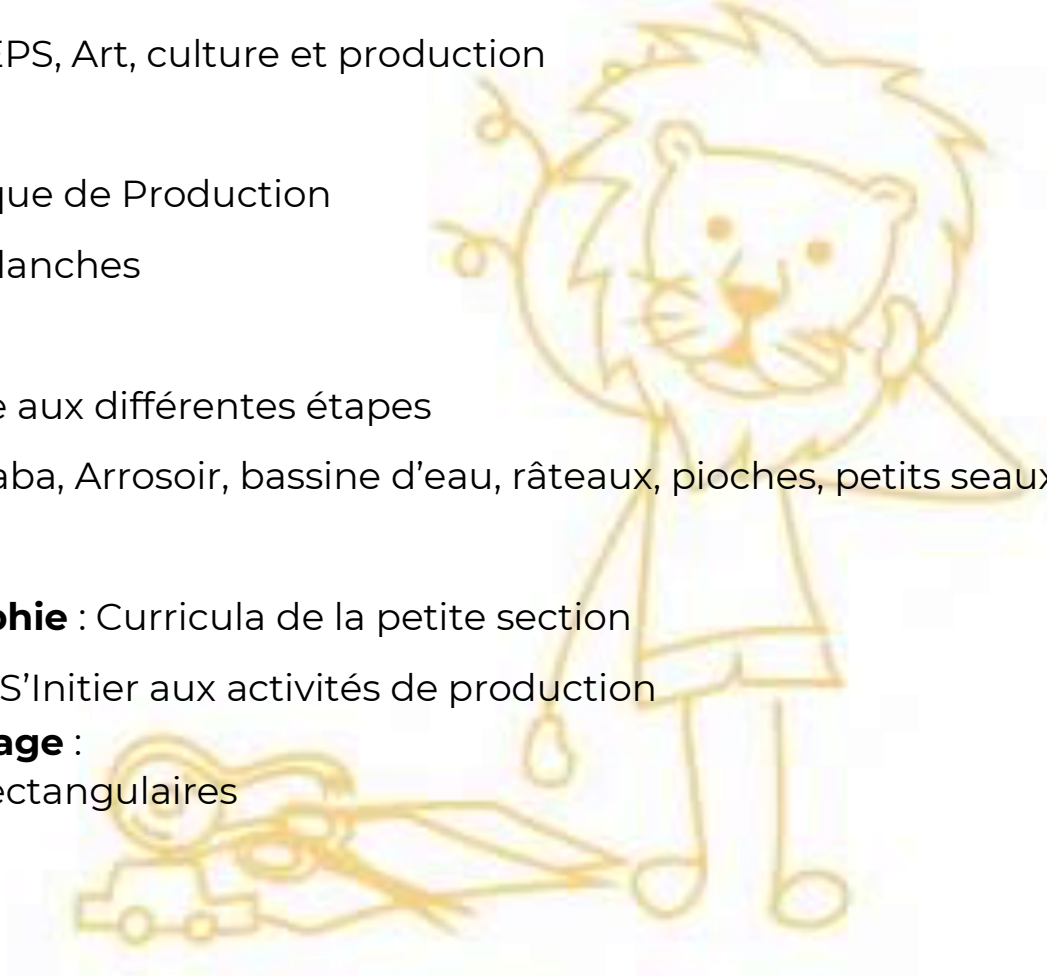 EPS, Art, culture et production
que de Production
lanches
e aux différentes étapes
aba, Arrosoir, bassine d’eau, râteaux, pioches, petits seaux
phie : Curricula de la petite section
S’Initier aux activités de production
age :
ectangulaires